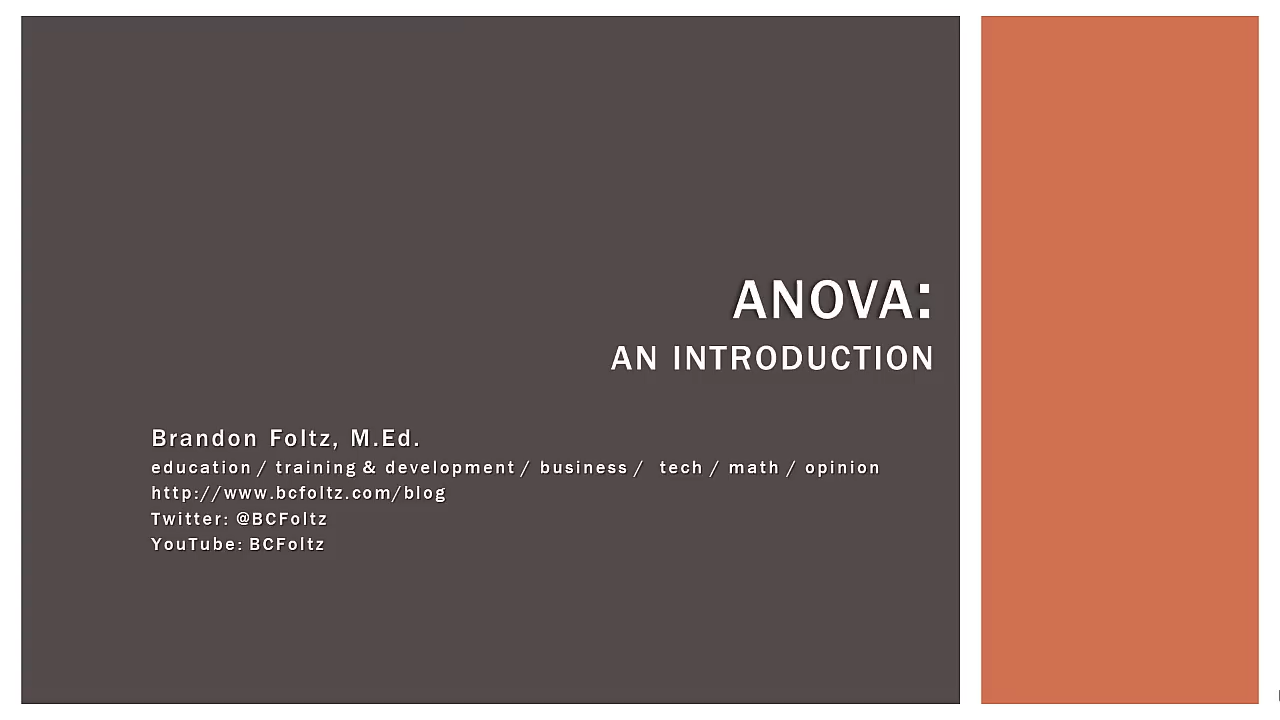 ANOVA:
AN INTRODUCTION
Brandon Foltz, M.Ed.
education / training & development / business /  tech / math / opinion
http://www.bcfoltz.com/blog
Twitter: @BCFoltz
YouTube: BCFoltz